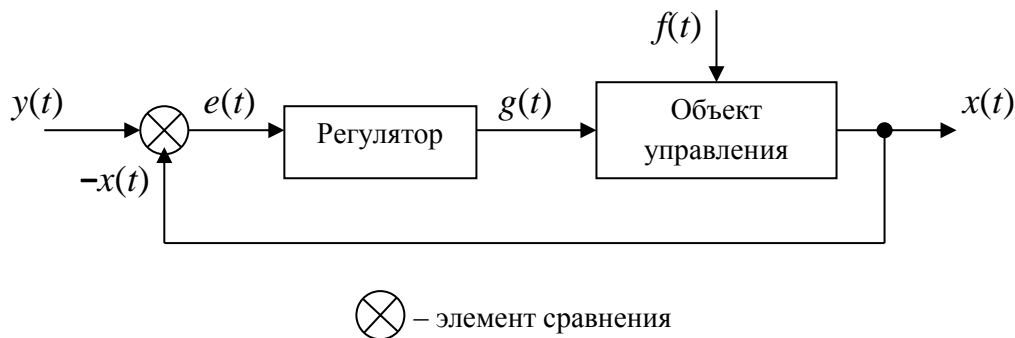 f(t)
y(t)
e(t)
Регулятор
g(t)
Объект
управления
x(t)
−x(t)
– элемент сравнения